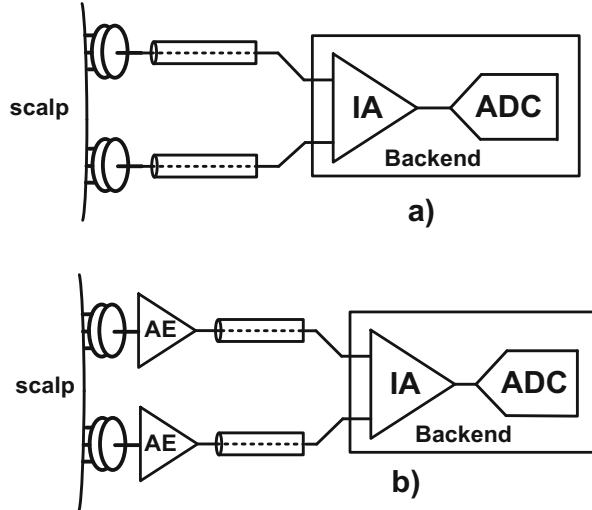 scalp
IA
ADC
Backend
a)
AE
scalp
IA
ADC
AE
Backend
b)